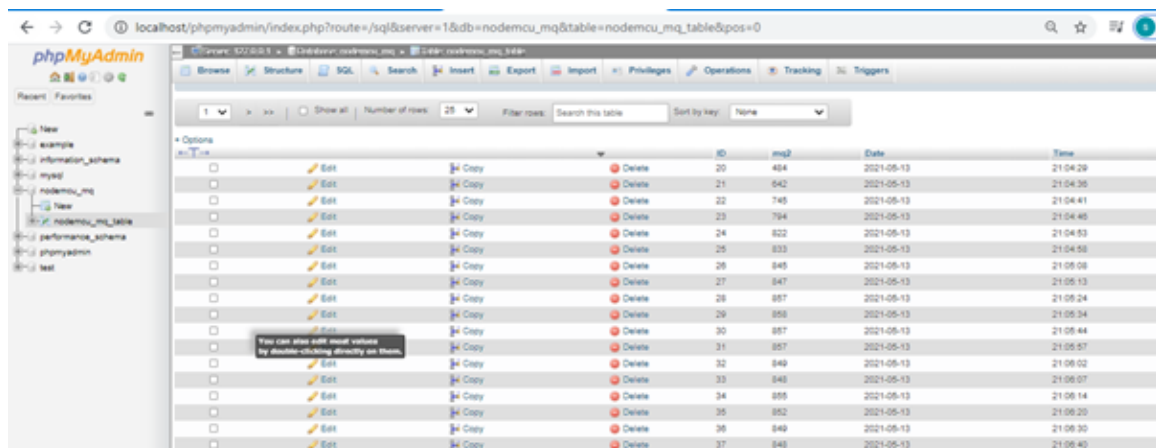 localhost/phpmyadmin/index.php?route=/sql&server=1&db=nodemcu_mq&table=nodemcu_mq_table&pos=0
phpMyAdmin
Server: 127.0.0.1 » Database: nodemcu_mq » Table: nodemcu_mq_table
Browse Structure SQL Search Insert Export Import Privileges Operations Tracking Triggers
Recent Favorites
New
example
information_schema
mysql
nodemcu_mq
New
nodemcu_mq_table
performance_schema
phpmyadmin
test
1 > >> Show all Number of rows: 25 Filter rows: Search this table Sort by key: None
+ Options
←T→ ID mq2 Date Time
Edit Copy Delete 20 484 2021-05-13 21:04:29
Edit Copy Delete 21 642 2021-05-13 21:04:36
Edit Copy Delete 22 745 2021-05-13 21:04:41
Edit Copy Delete 23 794 2021-05-13 21:04:46
Edit Copy Delete 24 822 2021-05-13 21:04:53
Edit Copy Delete 25 833 2021-05-13 21:04:58
Edit Copy Delete 26 845 2021-05-13 21:05:08
Edit Copy Delete 27 847 2021-05-13 21:05:13
Edit Copy Delete 28 857 2021-05-13 21:05:24
Edit Copy Delete 29 858 2021-05-13 21:05:34
Edit Copy Delete 30 857 2021-05-13 21:05:44
You can also edit most values
by double-clicking directly on them.
Copy Delete 31 857 2021-05-13 21:05:57
Edit Copy Delete 32 849 2021-05-13 21:06:02
Edit Copy Delete 33 848 2021-05-13 21:06:07
Edit Copy Delete 34 855 2021-05-13 21:06:14
Edit Copy Delete 35 852 2021-05-13 21:06:20
Edit Copy Delete 36 849 2021-05-13 21:06:30
Edit Copy Delete 37 848 2021-05-13 21:06:40